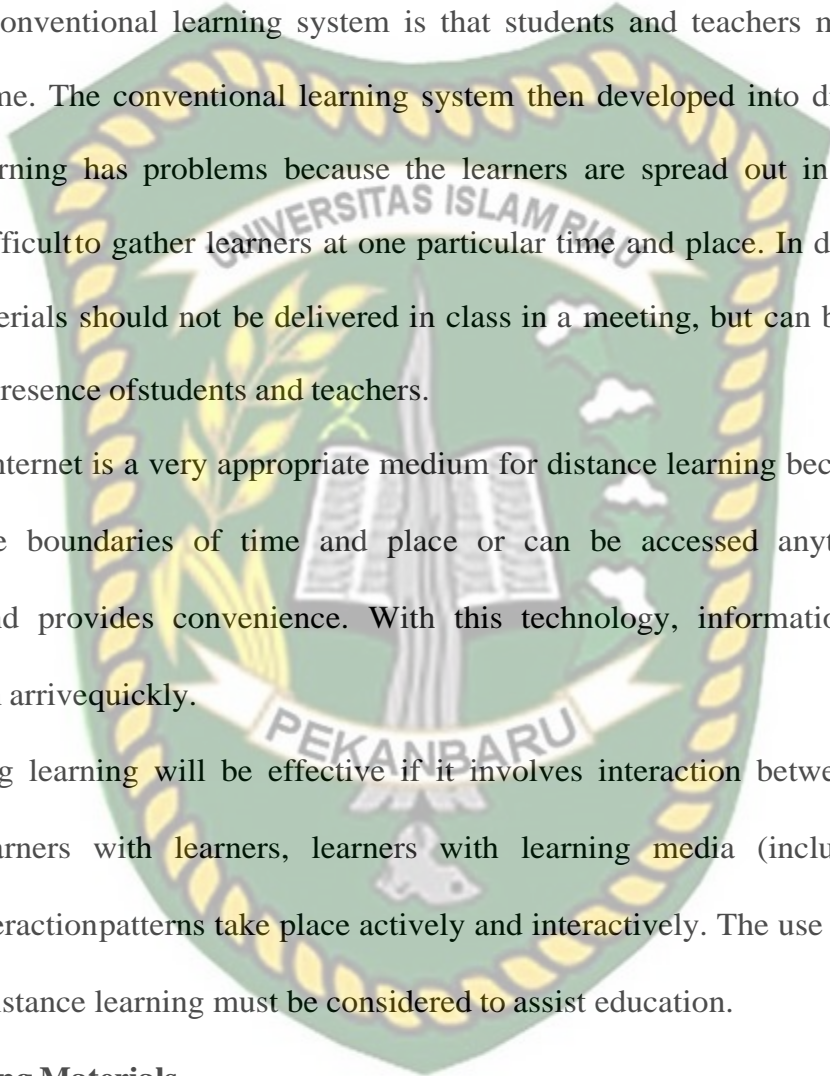 onventional learning system is that students and teachers m
me. The conventional learning system then developed into d
rning has problems because the learners are spread out in
fficultto gather learners at one particular time and place. In d
UNIVERSITAS ISLAM RIAU
erials should not be delivered in class in a meeting, but can b
resence ofstudents and teachers.
nternet is a very appropriate medium for distance learning bec
e boundaries of time and place or can be accessed anyt
nd provides convenience. With this technology, informatio
arrivequickly.
PEKANBARU
g learning will be effective if it involves interaction betwe
arners with learners, learners with learning media (inclu
eractionpatterns take place actively and interactively. The use
istance learning must be considered to assist education.
ng Materials